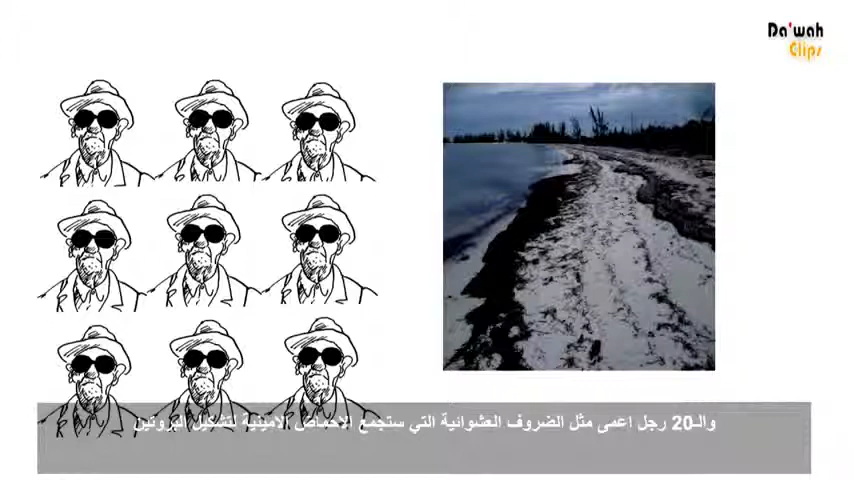 Da'wah
Clips
والـ20 رجل اعمى مثل الضروف العشوائية التي ستجمع الاحماض الامينية لتشكيل البروتين